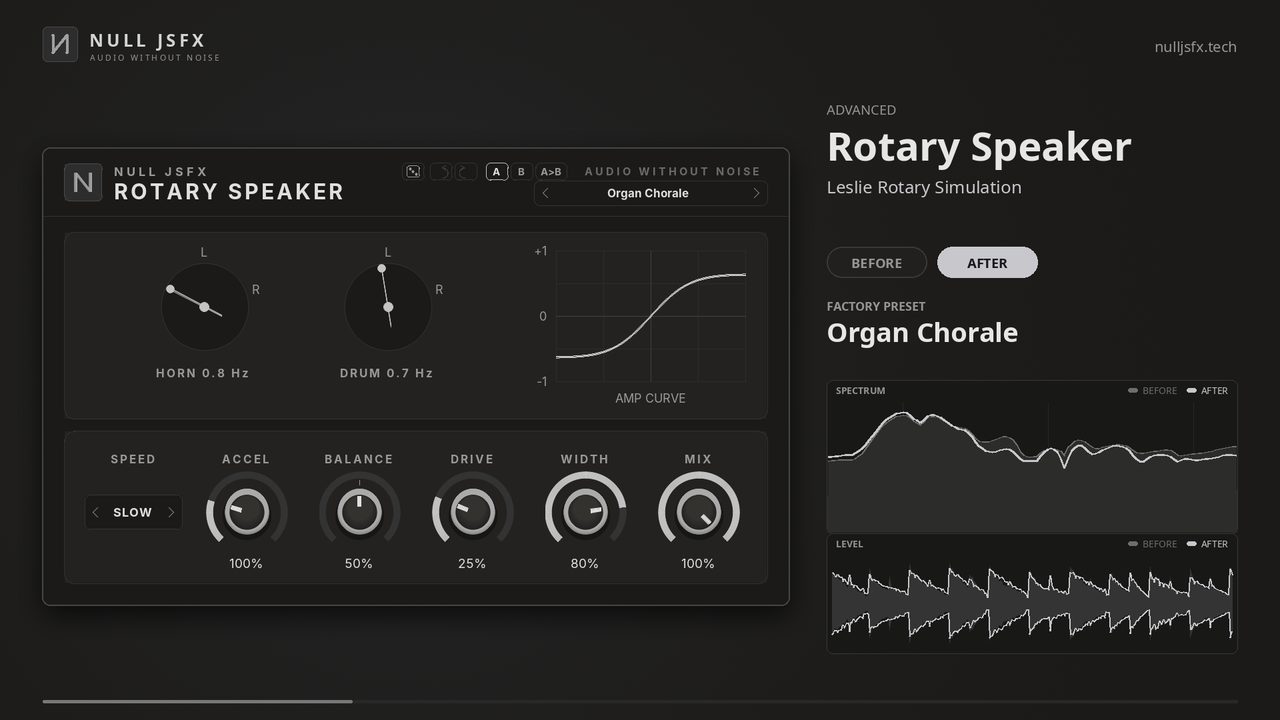 NULL JSFX
AUDIO WITHOUT NOISE
nulljsfx.tech
N
NULL JSFX
ROTARY SPEAKER
A
B
A>B
AUDIO WITHOUT NOISE
Organ Chorale
L
R
HORN 0.8 Hz
L
R
DRUM 0.7 Hz
+1
0
-1
AMP CURVE
SPEED
SLOW
ACCEL
100%
BALANCE
50%
DRIVE
25%
WIDTH
80%
MIX
100%
ADVANCED
Rotary Speaker
Leslie Rotary Simulation
BEFORE
AFTER
FACTORY PRESET
Organ Chorale
SPECTRUM
BEFORE
AFTER
LEVEL
BEFORE
AFTER